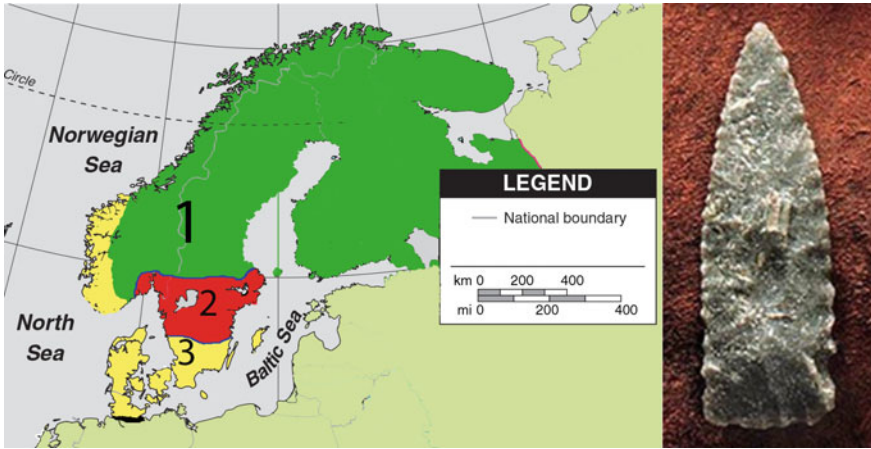 Circle
Norwegian
Sea
1
LEGEND
National boundary
km 0 200 400
mi 0 200 400
2
North
Sea
3
Baltic Sea